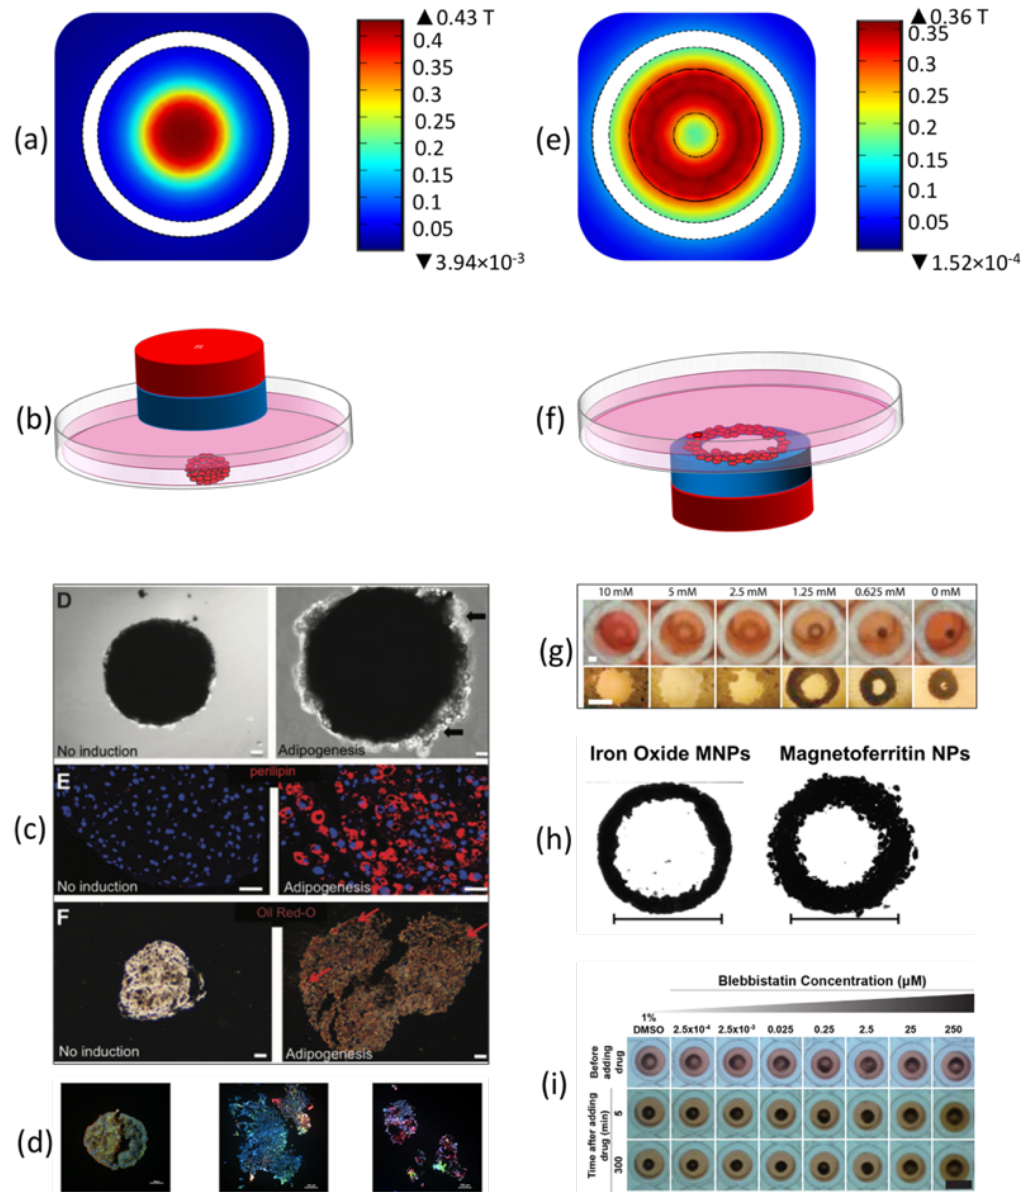 (a)
▲ 0.43 T
0.4
0.35
0.3
0.25
0.2
0.15
0.1
0.05
▼ 3.94×10⁻³
(e)
▲ 0.36 T
0.35
0.3
0.25
0.2
0.15
0.1
0.05
▼ 1.52×10⁻⁴
(b)
(f)
(c)
D
No induction
Adipogenesis
E
perilipin
No induction
Adipogenesis
F
Oil Red-O
No induction
Adipogenesis
(d)
(g)
10 mM 5 mM 2.5 mM 1.25 mM 0.625 mM 0 mM
(h)
Iron Oxide MNPs Magnetoferritin NPs
(i)
Blebbistatin Concentration (μM)
1% DMSO 2.5x10⁻⁴ 2.5x10⁻³ 0.025 0.25 2.5 25 250
Before adding drug
Time after adding drug (min)
5
300